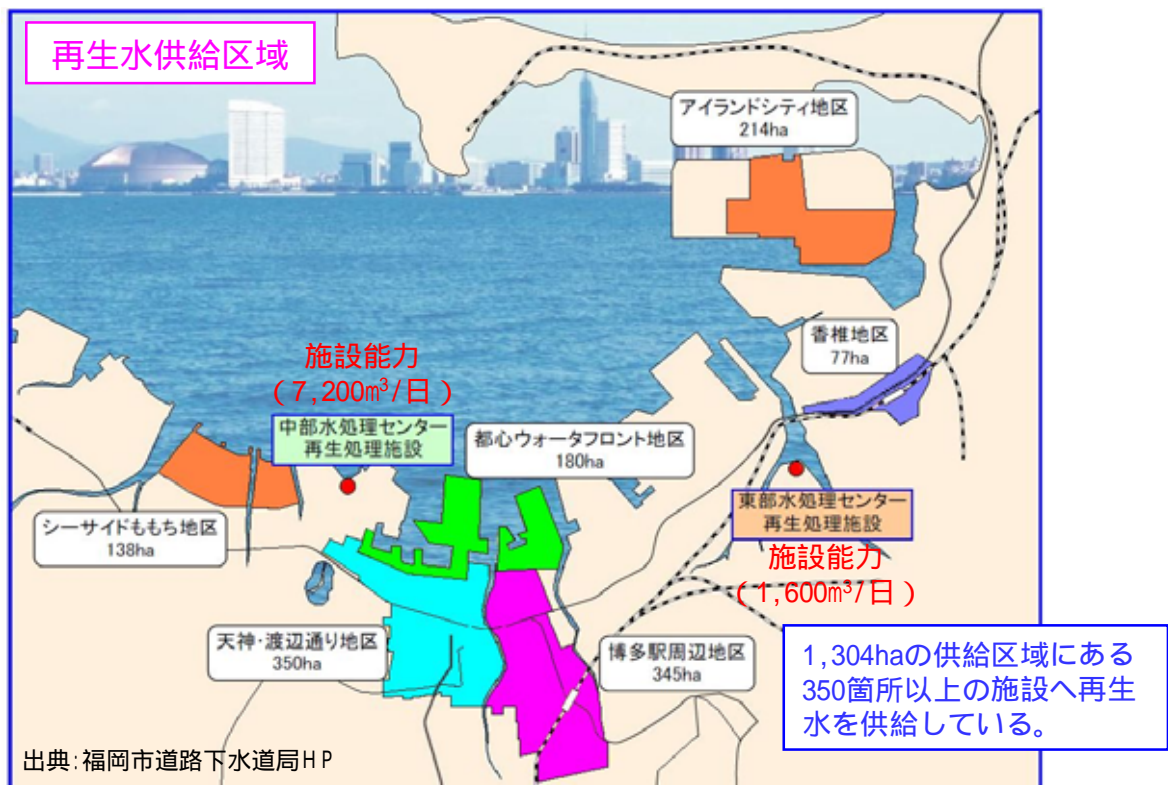 再生水供給区域
アイランドシティ地区
214ha
香椎地区
77ha
施設能力
(7,200m³/日)
中部水処理センター
再生処理施設
都心ウォータフロント地区
180ha
シーサイドももち地区
138ha
東部水処理センター
再生処理施設
施設能力
(1,600m³/日)
天神・渡辺通り地区
350ha
博多駅周辺地区
345ha
1,304haの供給区域にある
350箇所以上の施設へ再生
水を供給している。
出典:福岡市道路下水道局HP